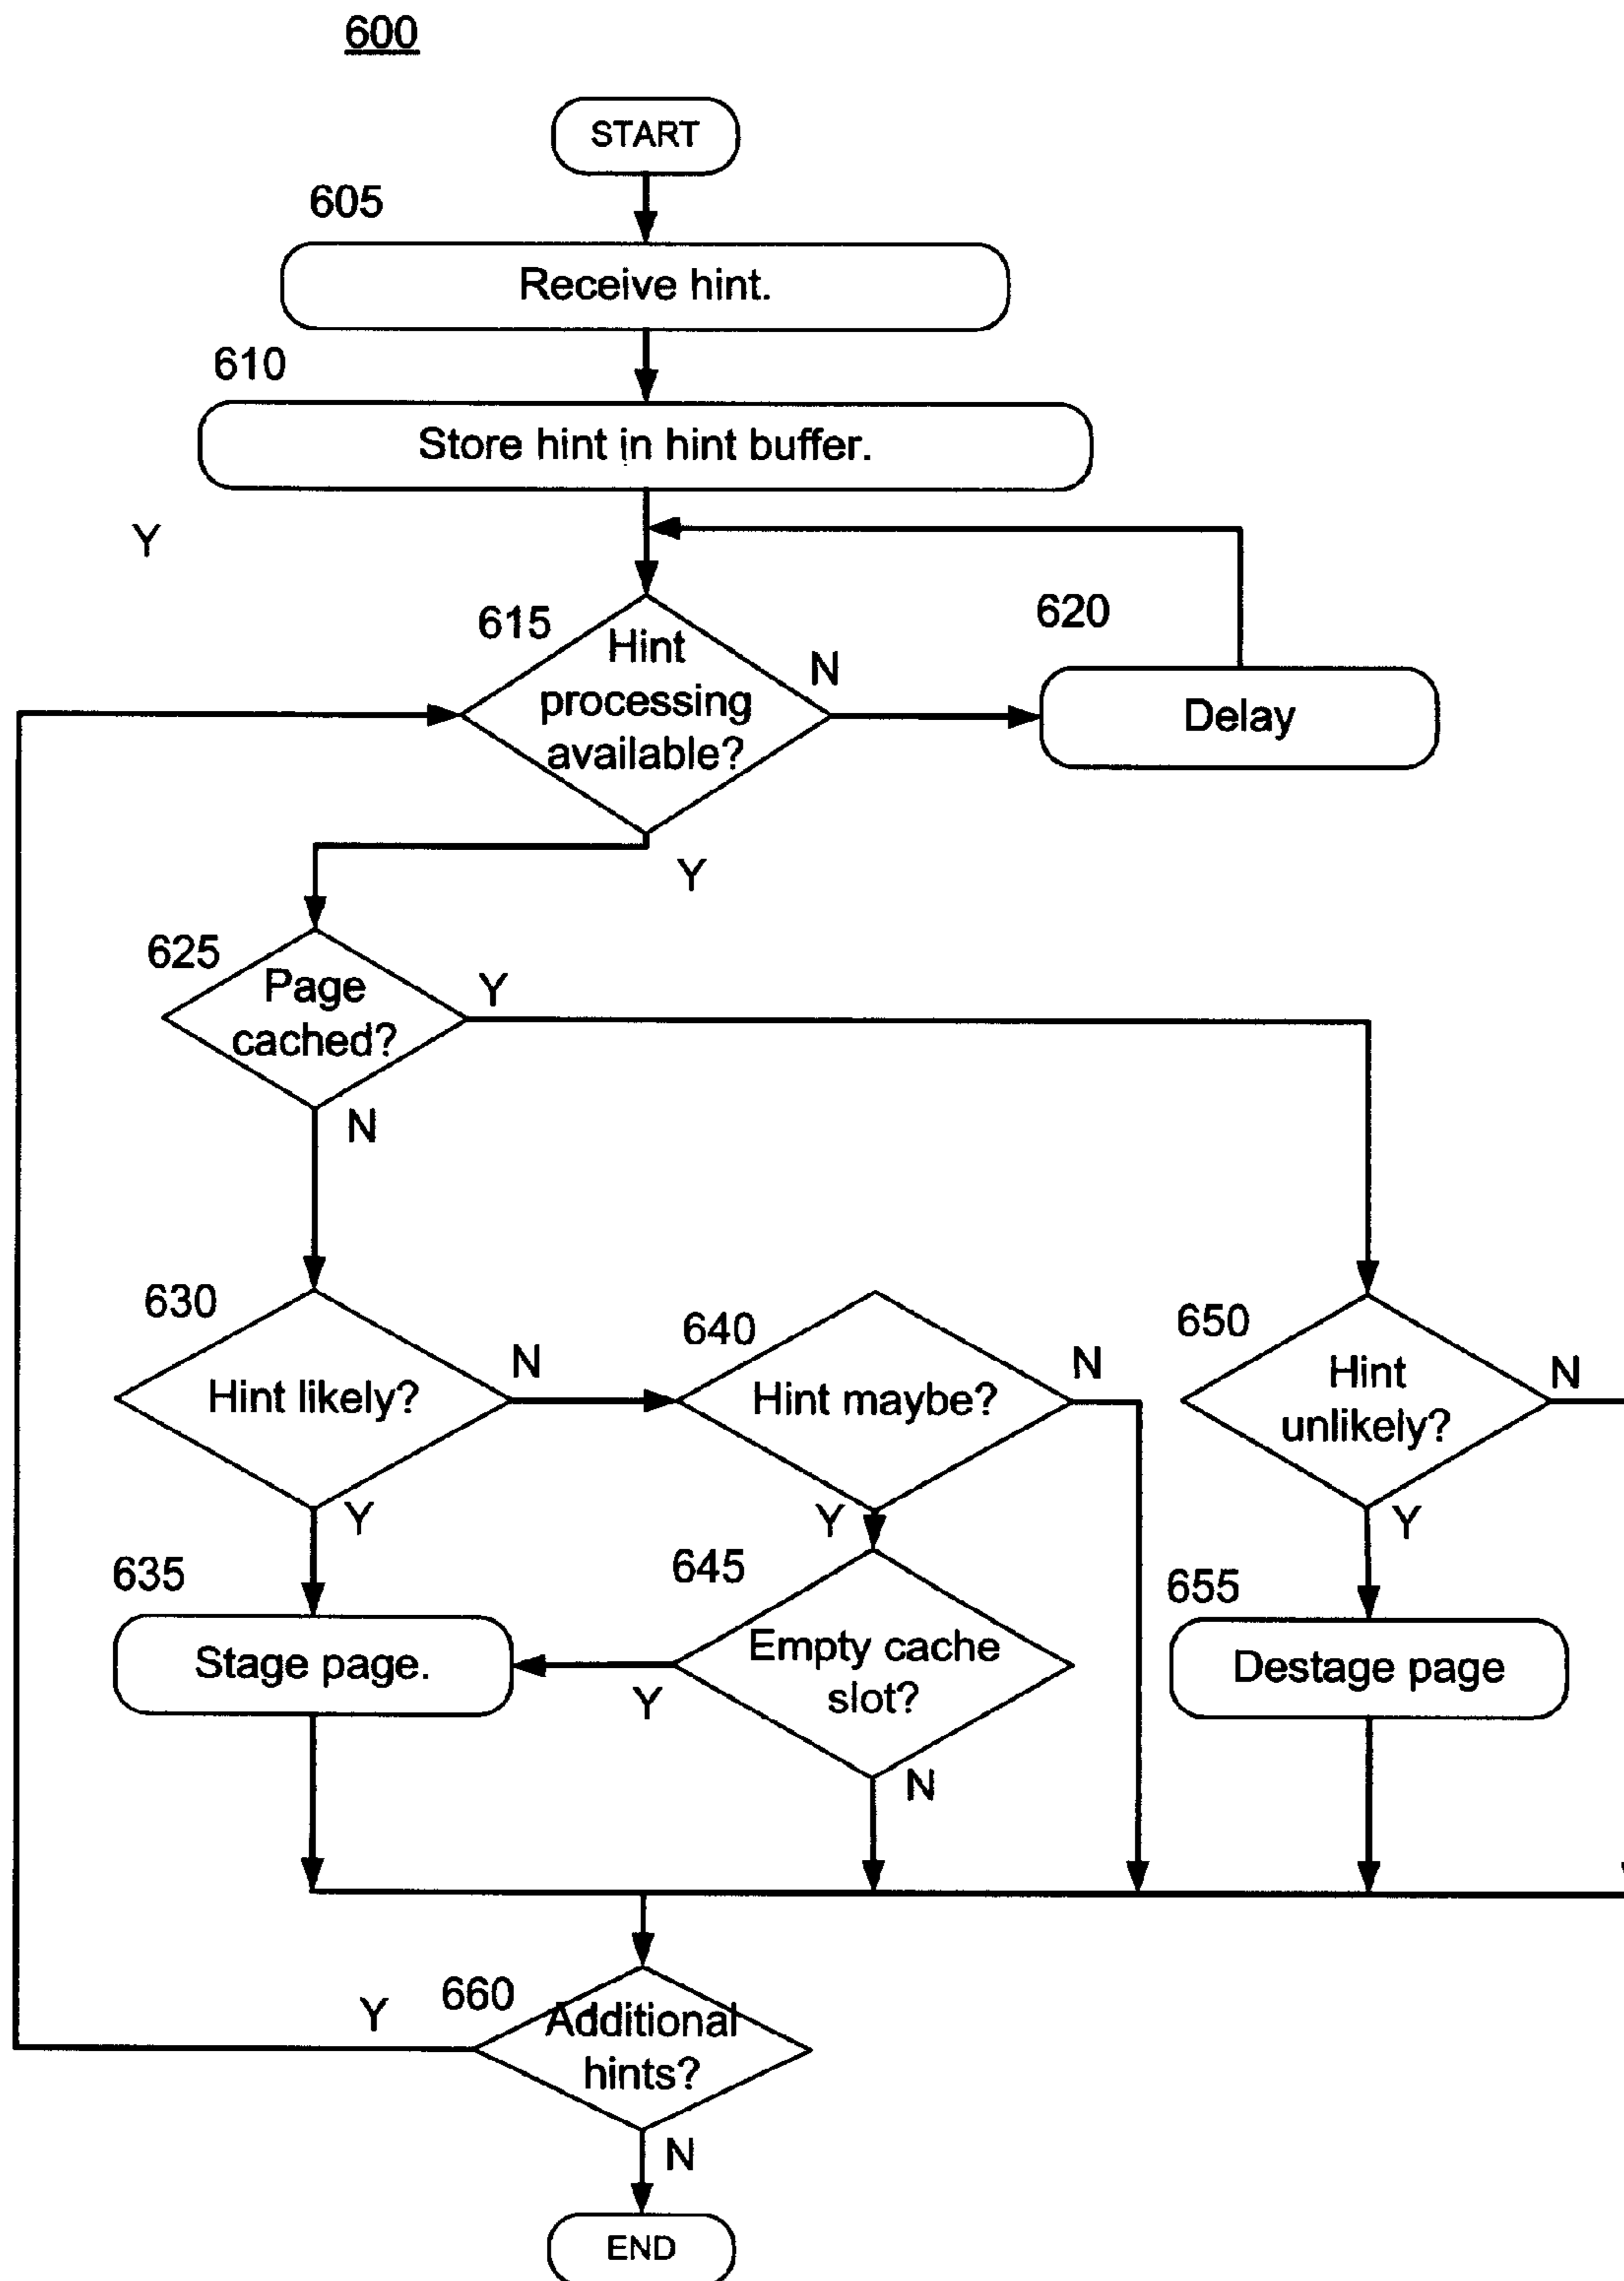 600
START
605
Receive hint.
610
Store hint in hint buffer.
Y
615
Hint
processing
available?
N
620
Delay
Y
625
Page
cached?
Y
N
630
Hint likely?
N
640
Hint maybe?
N
650
Hint
unlikely?
N
Y
Y
Y
635
Stage page.
645
Empty cache
slot?
Y
N
655
Destage page
660
Additional
hints?
Y
N
END